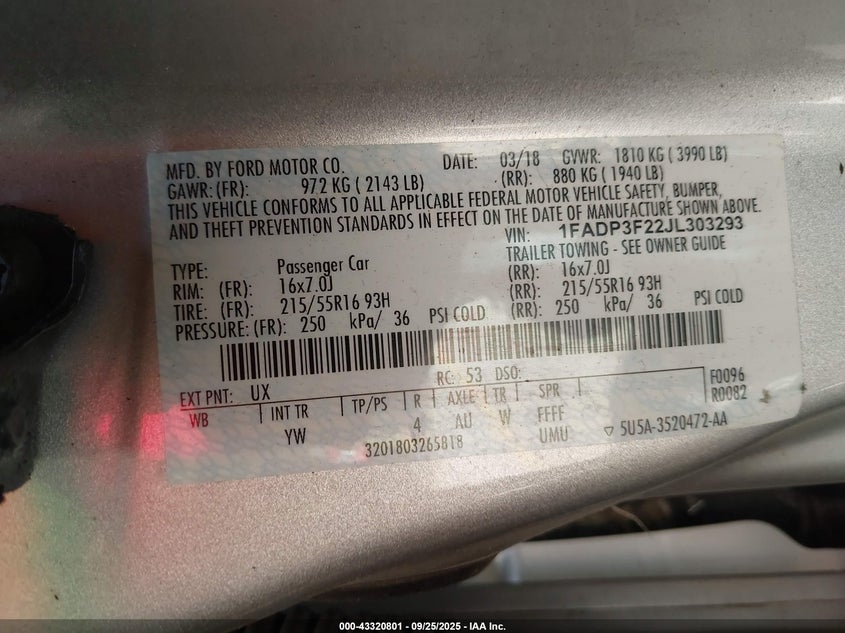 MFD. BY FORD MOTOR CO. DATE: 03/18 GVWR: 1810 KG ( 3990 LB)
GAWR: (FR): 972 KG ( 2143 LB) (RR): 880 KG ( 1940 LB)
THIS VEHICLE CONFORMS TO ALL APPLICABLE FEDERAL MOTOR VEHICLE SAFETY, BUMPER,
AND THEFT PREVENTION STANDARDS IN EFFECT ON THE DATE OF MANUFACTURE SHOWN ABOVE.
VIN: 1FADP3F22JL303293
TRAILER TOWING - SEE OWNER GUIDE
TYPE: Passenger Car
RIM: (FR): 16x7.0J (RR): 16x7.0J
TIRE: (FR): 215/55R16 93H (RR): 215/55R16 93H
PRESSURE: (FR): 250 kPa/ 36 PSI COLD (RR): 250 kPa/ 36 PSI COLD
RC: 53 DSO:
EXT PNT: UX F0096
WB INT TR TP/PS R AXLE TR SPR R0082
YW 4 AU W FFFF
3201803265818 UMU ▽ 5U5A-3520472-AA
000-43320801 - 09/25/2025 - IAA Inc.